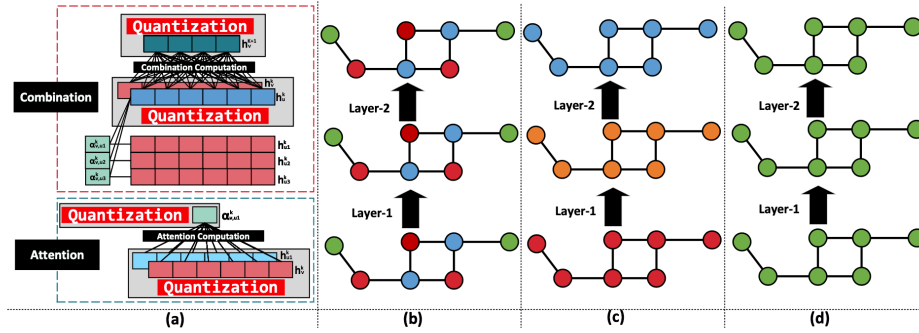 Quantization
h_v^{k+1}
Combination Computation
Combination
h_v^k
h_u^k
Quantization
α_{v,u1}^k
h_{u1}^k
α_{v,u2}^k
h_{u2}^k
α_{v,u3}^k
h_{u3}^k
Quantization
α_{v,u1}^k
Attention Computation
Attention
h_{u1}^k
Quantization
Layer-2
Layer-1
Layer-2
Layer-1
Layer-2
Layer-1
(a)
(b)
(c)
(d)